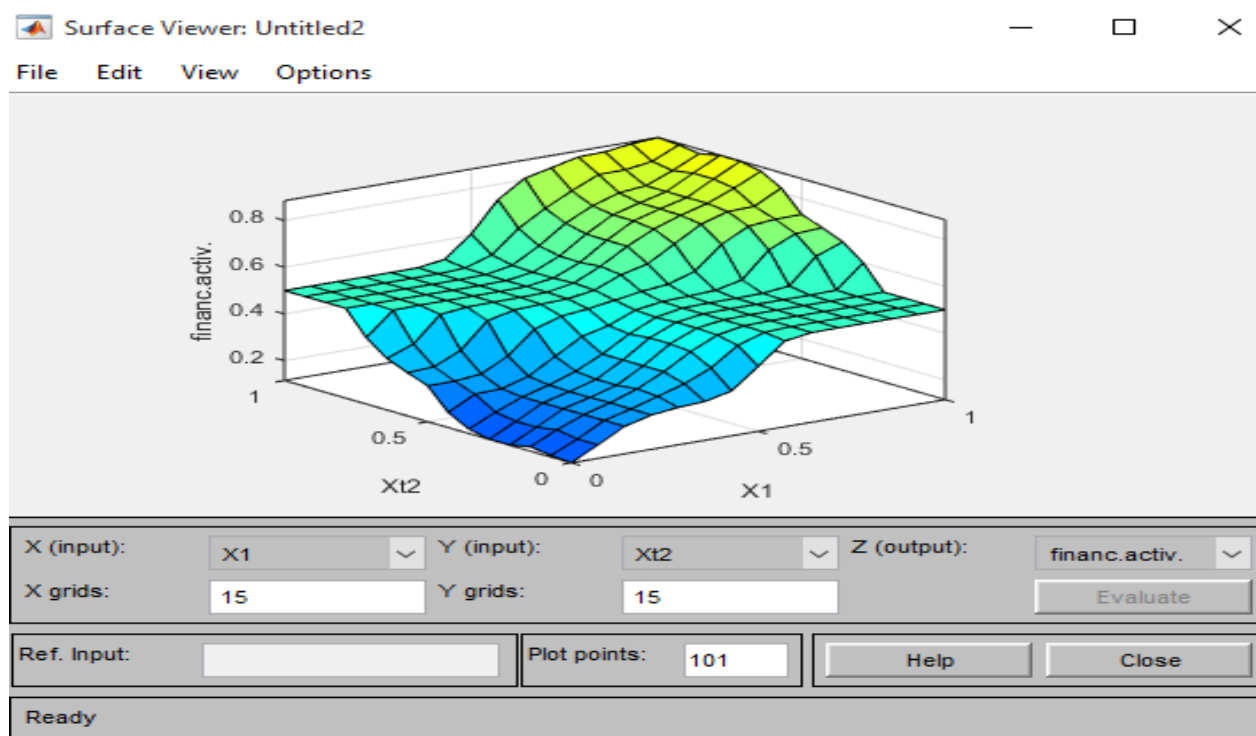 Surface Viewer: Untitled2
File Edit View Options
financ.activ.
0.8
0.6
0.4
0.2
1
0.5
0
Xt2
0
0.5
1
X1
X (input): X1 Y (input): Xt2 Z (output): financ.activ.
X grids: 15 Y grids: 15 Evaluate
Ref. Input: Plot points: 101 Help Close
Ready